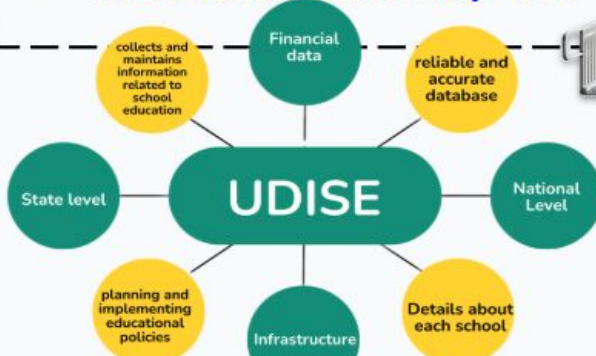 Financial
data
collects and
maintains
information
related to
school
education
reliable and
accurate
database
State level
UDISE
National
Level
planning and
implementing
educational
policies
Infrastructure
Details about
each school